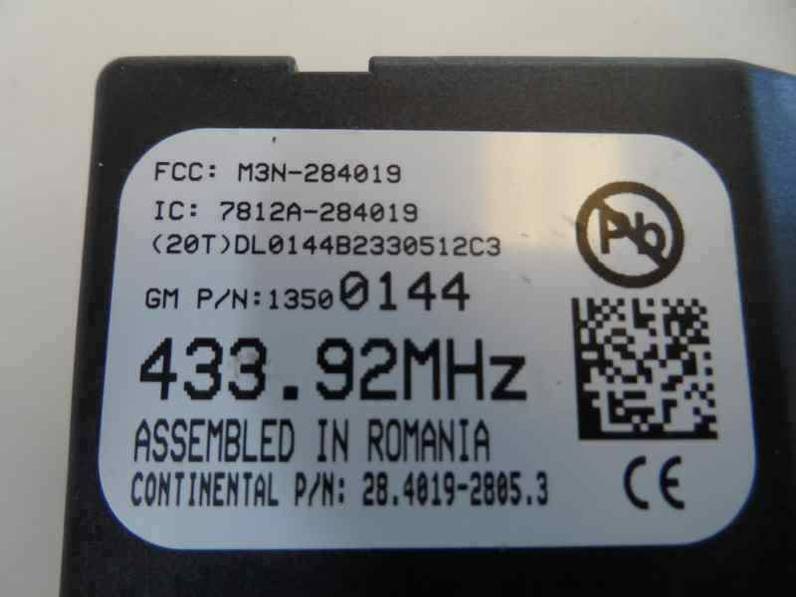 FCC: M3N-284019
IC: 7812A-284019
(20T)DL0144B2330512C3
Pb
GM P/N:13500144
433.92MHz
ASSEMBLED IN ROMANIA
CONTINENTAL P/N: 28.4019-2805.3
CE